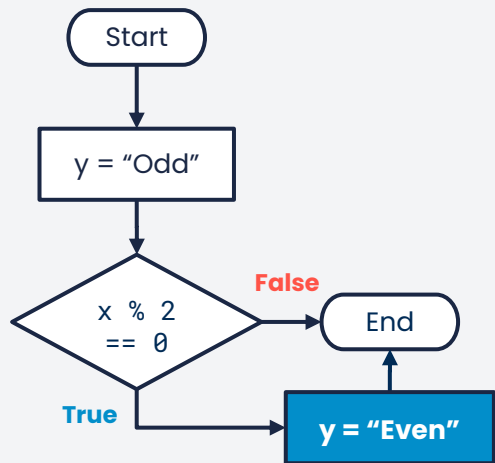 Start
y = “Odd”
x % 2
== 0
False
End
True
y = “Even”